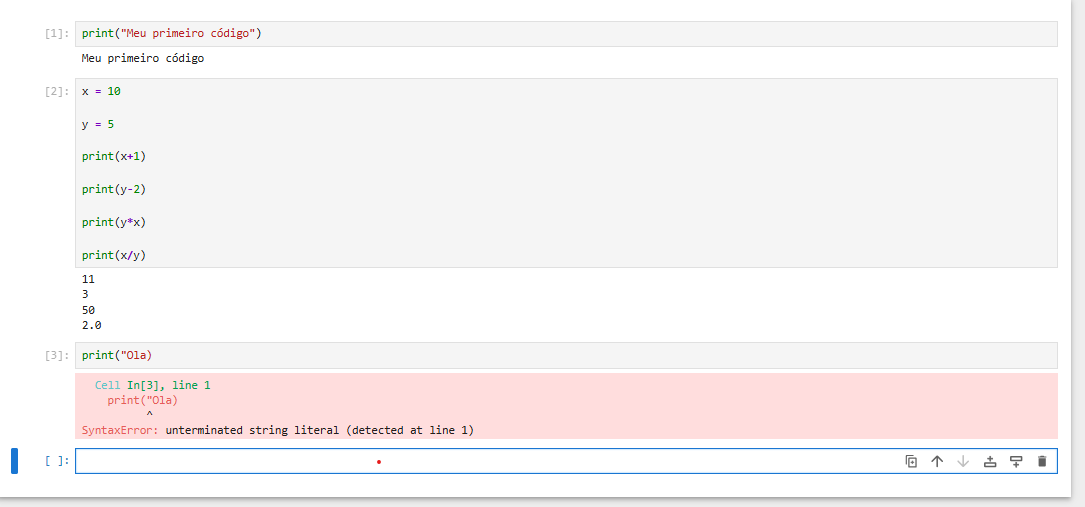 [1]: print("Meu primeiro código")
Meu primeiro código
[2]: x = 10
y = 5
print(x+1)
print(y-2)
print(y*x)
print(x/y)
11
3
50
2.0
[3]: print("Ola)
Cell In[3], line 1
print("Ola)
^
SyntaxError: unterminated string literal (detected at line 1)
[ ]: